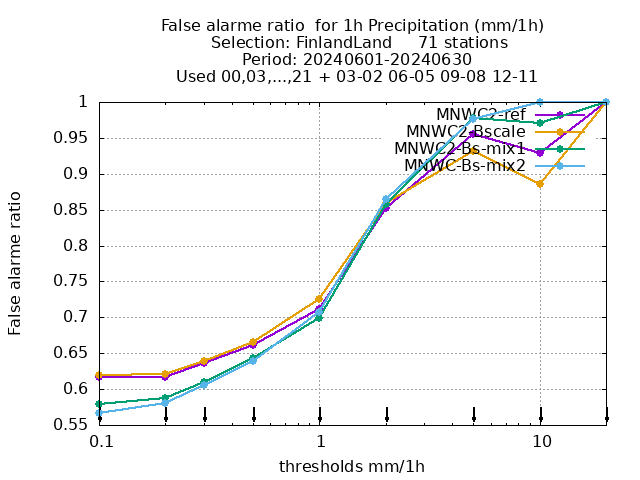 False alarme ratio  for 1h Precipitation (mm/1h)
Selection: FinlandLand     71 stations
Period: 20240601-20240630
Used 00,03,...,21 + 03-02 06-05 09-08 12-11
1
MNWC2-ref
MNWC2-Bscale
MNWC2-Bs-mix1
MNWC-Bs-mix2
0.95
0.9
0.85
0.8
0.75
0.7
0.65
0.6
0.55
False alarme ratio
0.1
1
10
thresholds mm/1h